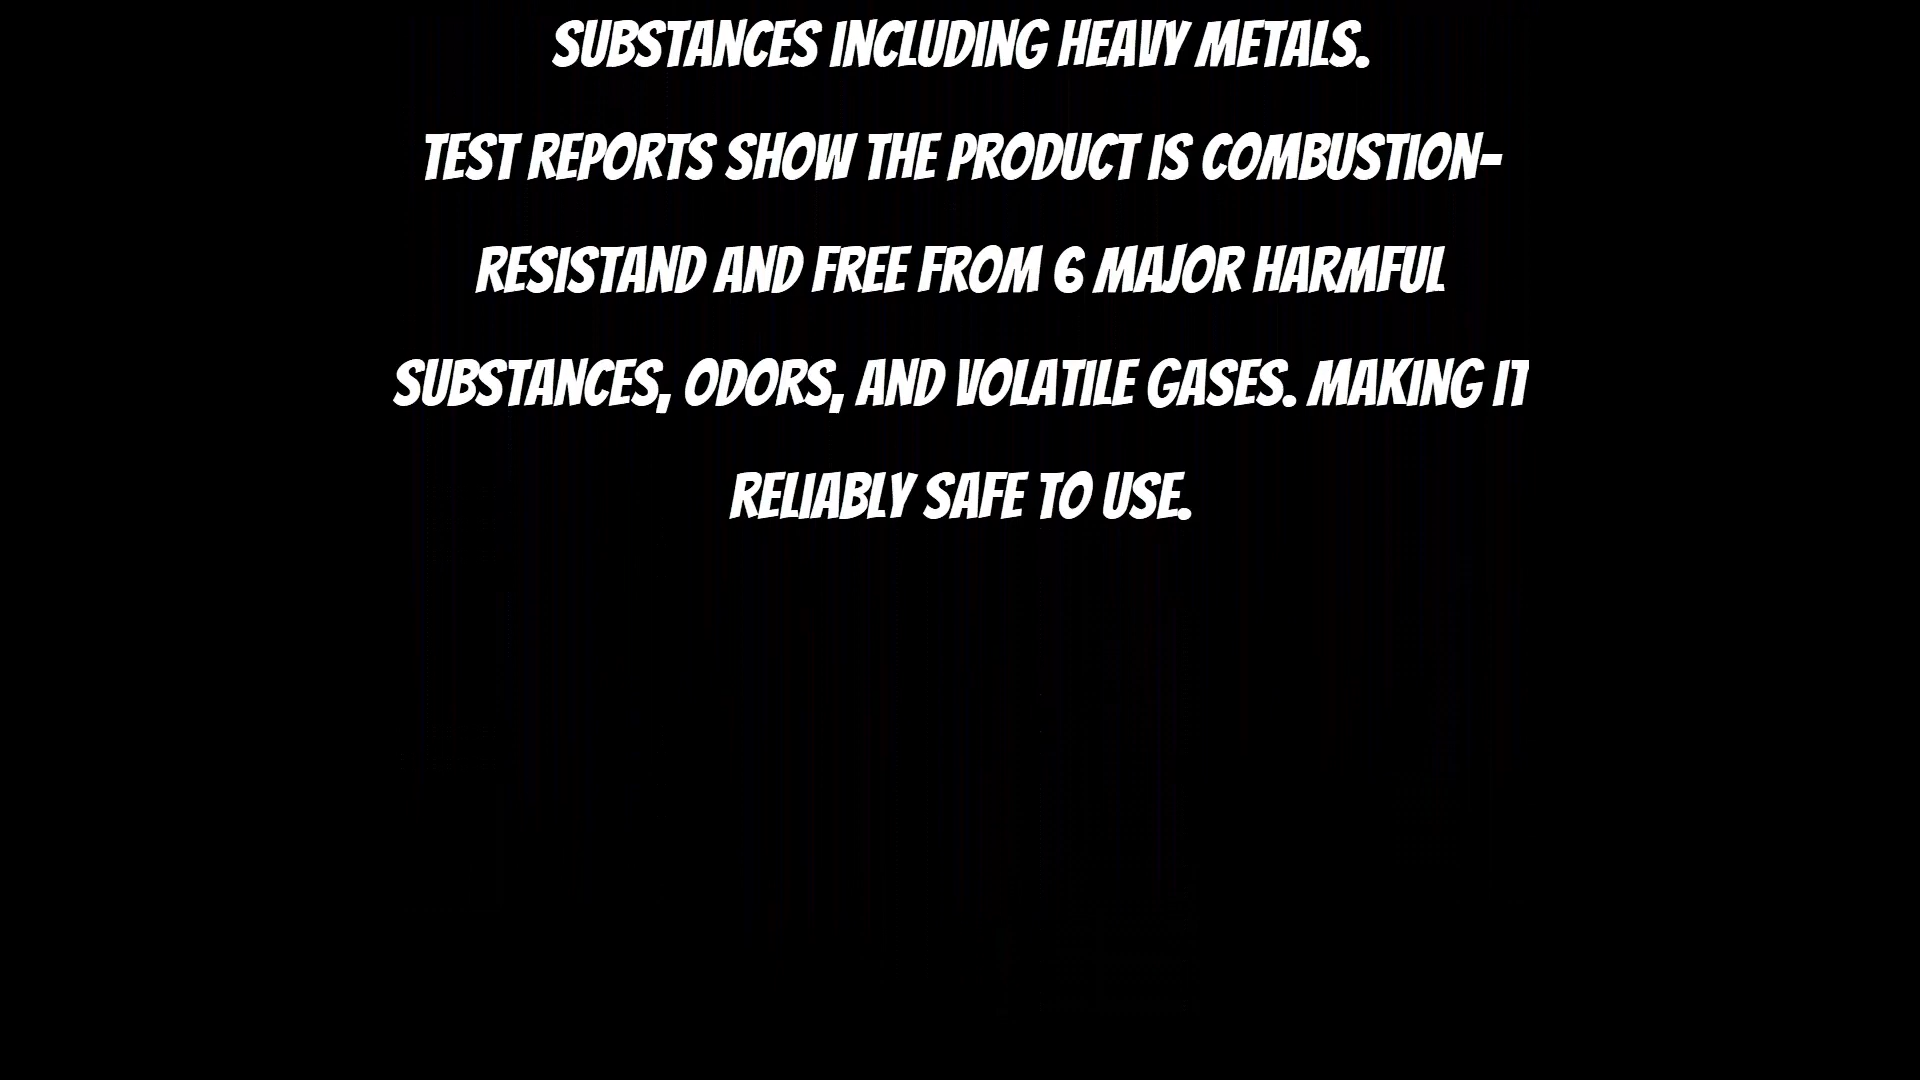 SUBSTANCES INCLUDING HEAVY METALS.
TEST REPORTS SHOW THE PRODUCT IS COMBUSTION-
RESISTAND AND FREE FROM 6 MAJOR HARMFUL
SUBSTANCES, ODORS, AND VOLATILE GASES. MAKING IT
RELIABLY SAFE TO USE.